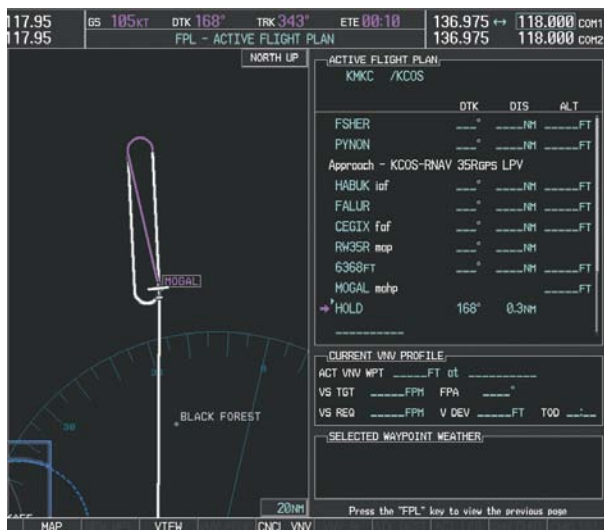 117.95 GS 105KT DTK 168° TRK 343° ETE 00:10 136.975 ↔ 118.000 COM1
117.95 FPL – ACTIVE FLIGHT PLAN 136.975 118.000 COM2
NORTH UP
MOGAL
BLACK FOREST
30
20NM
ACTIVE FLIGHT PLAN
KMKC /KCOS
DTK DIS ALT
FSHER ___° ____NM _____FT
PYNON ___° ____NM _____FT
Approach – KCOS-RNAV 35RGPS LPV
HABUK iaf ___° ____NM _____FT
FALUR ___° ____NM _____FT
CEGIX faf ___° ____NM _____FT
RW35R map ___° ____NM
6368FT ___° ____NM _____FT
MOGAL mahp _____FT
HOLD 168° 0.3NM
CURRENT VNV PROFILE
ACT VNV WPT _____FT at __________
VS TGT _____FPM FPA ____°
VS REQ _____FPM V DEV _____FT TOD __:__
SELECTED WAYPOINT WEATHER
Press the "FPL" key to view the previous page
MAP VIEW CNCL VNV